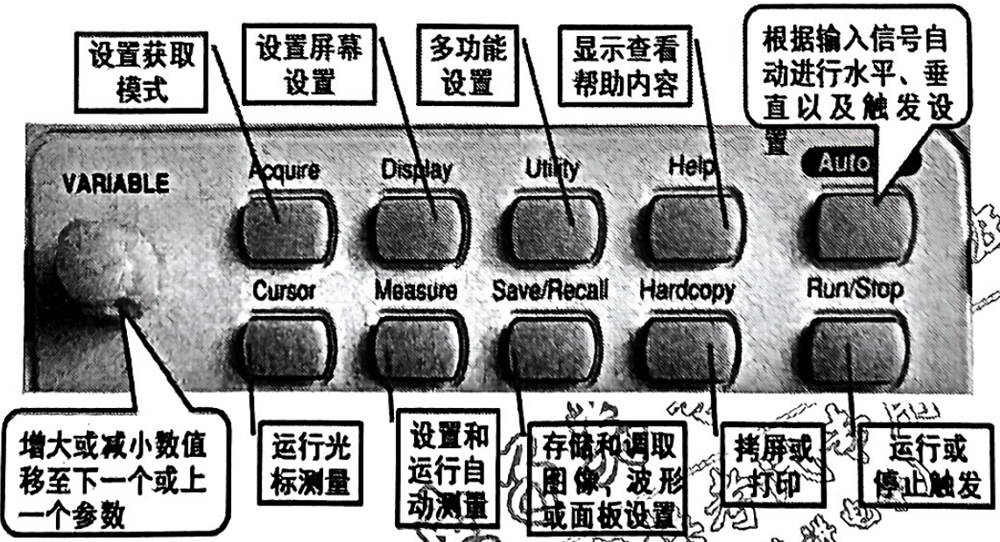 设置获取
模式
设置屏幕
设置
多功能
设置
显示查看
帮助内容
根据输入信号自
动进行水平、垂
直以及触发设
置
VARIABLE
Acquire
Display
Utility
Help
Auto
Cursor
Measure
Save/Recall
Hardcopy
Run/Stop
增大或减小数值
移至下一个或上
一个参数
运行光
标测量
设置和
运行自
动测量
存储和调取
图像、波形
或面板设置
拷屏或
打印
运行或
停止触发